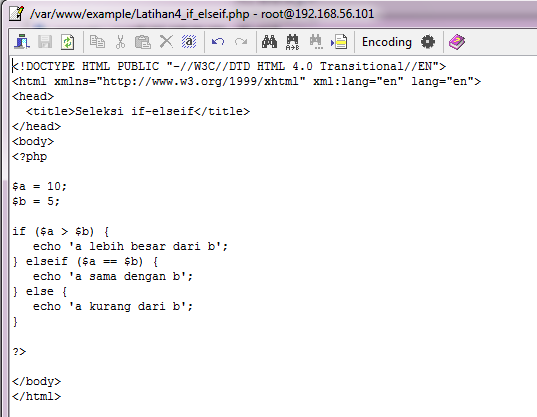 /var/www/example/Latihan4_if_elseif.php - root@192.168.56.101
Encoding
<!DOCTYPE HTML PUBLIC "-//W3C//DTD HTML 4.0 Transitional//EN">
<html xmlns="http://www.w3.org/1999/xhtml" xml:lang="en" lang="en">
<head>
  <title>Seleksi if-elseif</title>
</head>
<body>
<?php

$a = 10;
$b = 5;

if ($a > $b) {
   echo 'a lebih besar dari b';
} elseif ($a == $b) {
   echo 'a sama dengan b';
} else {
   echo 'a kurang dari b';
}

?>

</body>
</html>